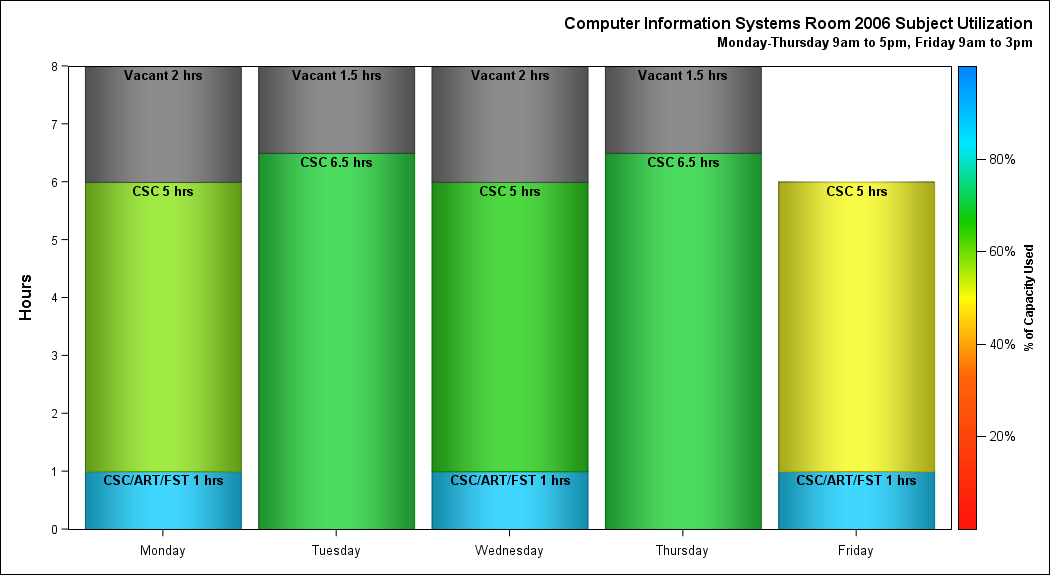 Computer Information Systems Room 2006 Subject Utilization
Monday-Thursday 9am to 5pm, Friday 9am to 3pm
8
7
6
5
4
3
2
1
0
Hours
Vacant 2 hrs
CSC 5 hrs
CSC/ART/FST 1 hrs
Vacant 1.5 hrs
CSC 6.5 hrs
Vacant 2 hrs
CSC 5 hrs
CSC/ART/FST 1 hrs
Vacant 1.5 hrs
CSC 6.5 hrs
CSC 5 hrs
CSC/ART/FST 1 hrs
Monday
Tuesday
Wednesday
Thursday
Friday
80%
60%
40%
20%
% of Capacity Used